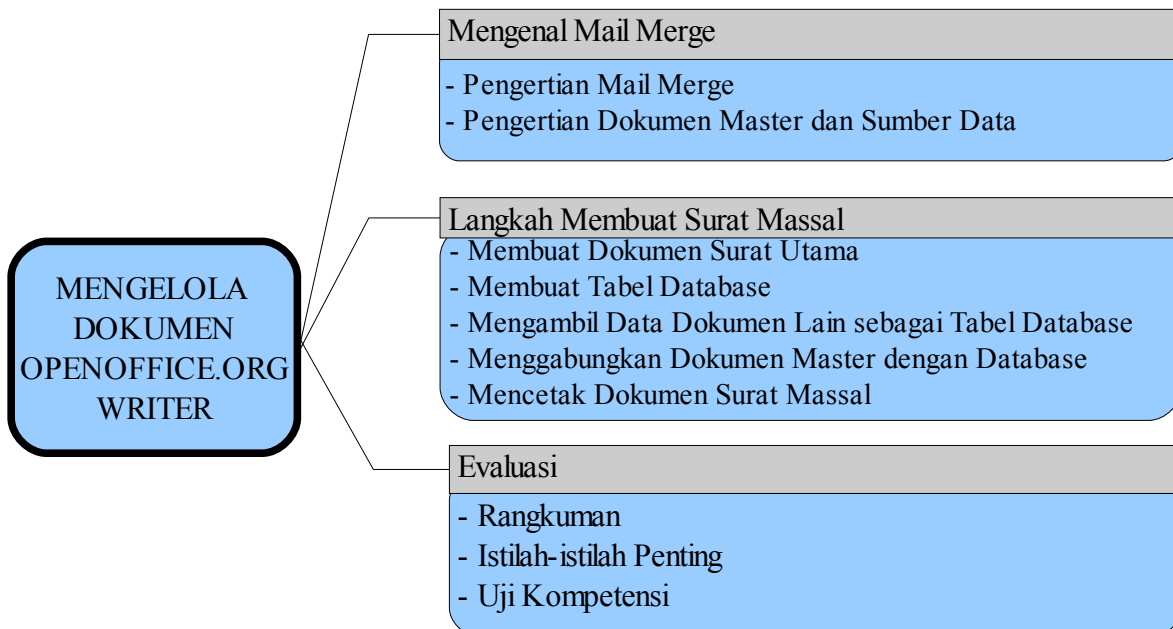 Mengenal Mail Merge
- Pengertian Mail Merge
- Pengertian Dokumen Master dan Sumber Data
MENGELOLA
DOKUMEN
OPENOFFICE.ORG
WRITER
Langkah Membuat Surat Massal
- Membuat Dokumen Surat Utama
- Membuat Tabel Database
- Mengambil Data Dokumen Lain sebagai Tabel Database
- Menggabungkan Dokumen Master dengan Database
- Mencetak Dokumen Surat Massal
Evaluasi
- Rangkuman
- Istilah-istilah Penting
- Uji Kompetensi